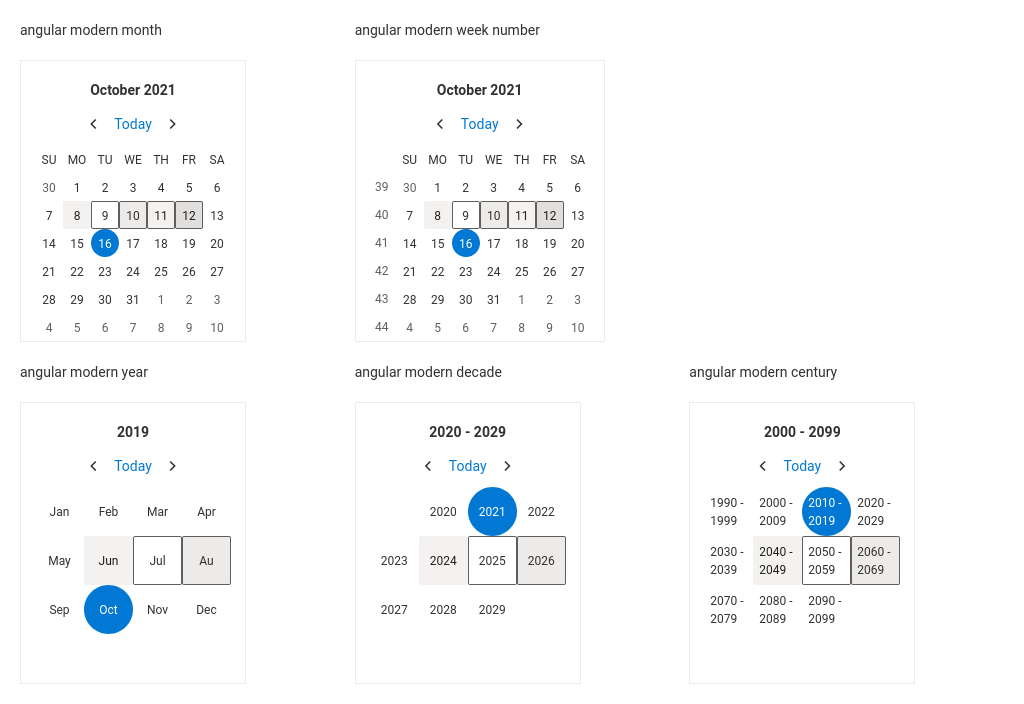 angular modern month
October 2021
Today
SU MO TU WE TH FR SA
30 1 2 3 4 5 6
7 8 9 10 11 12 13
14 15 16 17 18 19 20
21 22 23 24 25 26 27
28 29 30 31 1 2 3
4 5 6 7 8 9 10
angular modern week number
October 2021
Today
SU MO TU WE TH FR SA
39 30 1 2 3 4 5 6
40 7 8 9 10 11 12 13
41 14 15 16 17 18 19 20
42 21 22 23 24 25 26 27
43 28 29 30 31 1 2 3
44 4 5 6 7 8 9 10
angular modern year
2019
Today
Jan Feb Mar Apr
May Jun Jul Au
Sep Oct Nov Dec
angular modern decade
2020 - 2029
Today
2020 2021 2022
2023 2024 2025 2026
2027 2028 2029
angular modern century
2000 - 2099
Today
1990 - 2000 - 2010 - 2020 -
1999 2009 2019 2029
2030 - 2040 - 2050 - 2060 -
2039 2049 2059 2069
2070 - 2080 - 2090 -
2079 2089 2099